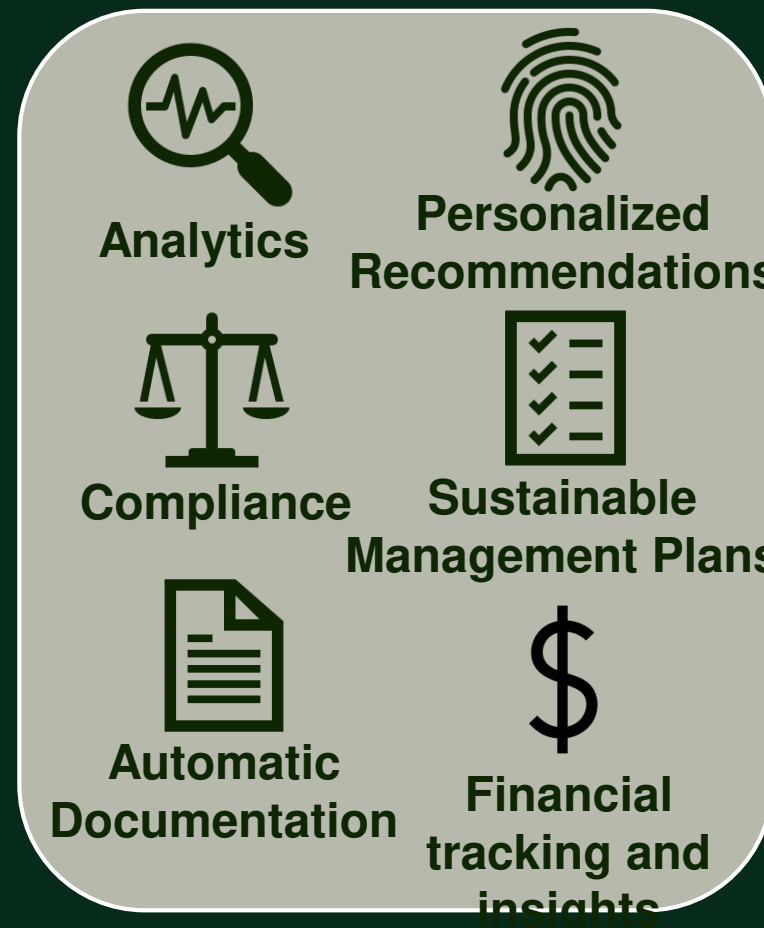 Analytics
Personalized
Recommendations
Compliance
Sustainable
Management Plans
Automatic
Documentation
Financial
tracking and
insights